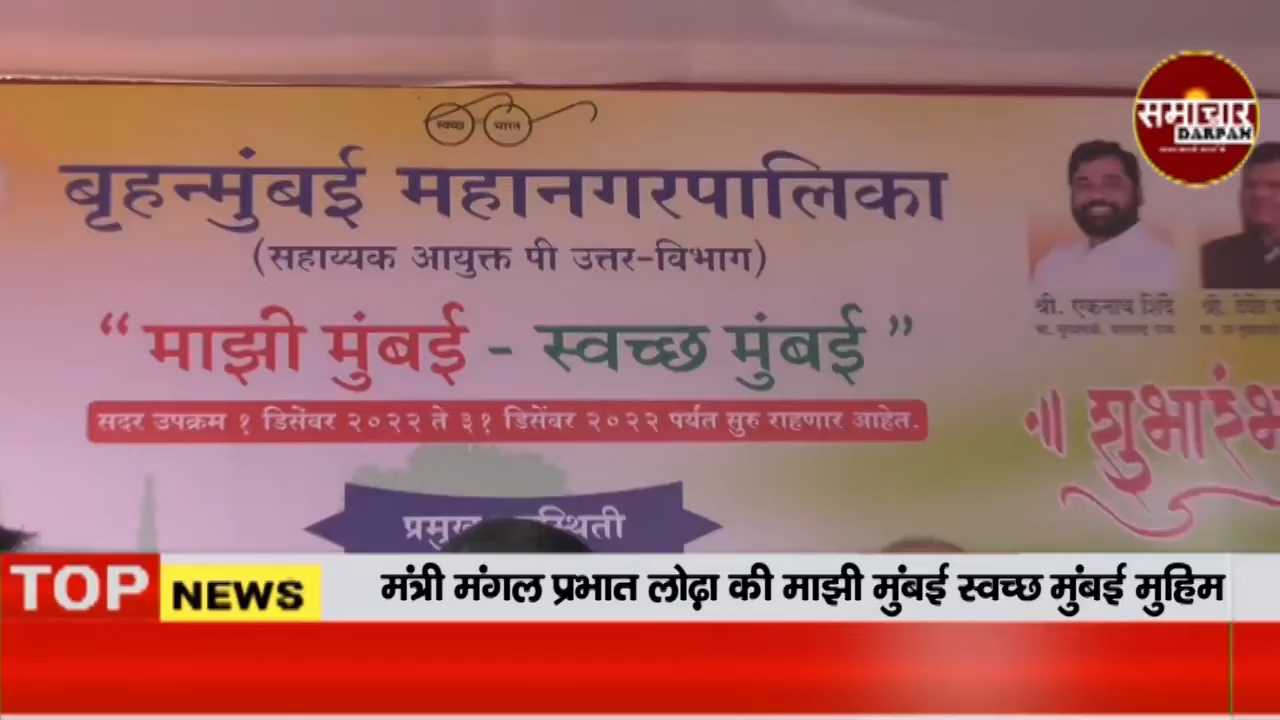 स्वच्छ भारत
समाचार
DARPAN
बृहन्मुंबई महानगरपालिका
(सहाय्यक आयुक्त पी उत्तर-विभाग)
श्री. एकनाथ शिंदे
श्री.
“माझी मुंबई - स्वच्छ मुंबई”
सदर उपक्रम १ डिसेंबर २०२२ ते ३१ डिसेंबर २०२२ पर्यंत सुरु राहणार आहेत.
शुभारंभ
प्रमुख
TOP NEWS
मंत्री मंगल प्रभात लोढ़ा की माझी मुंबई स्वच्छ मुंबई मुहिम